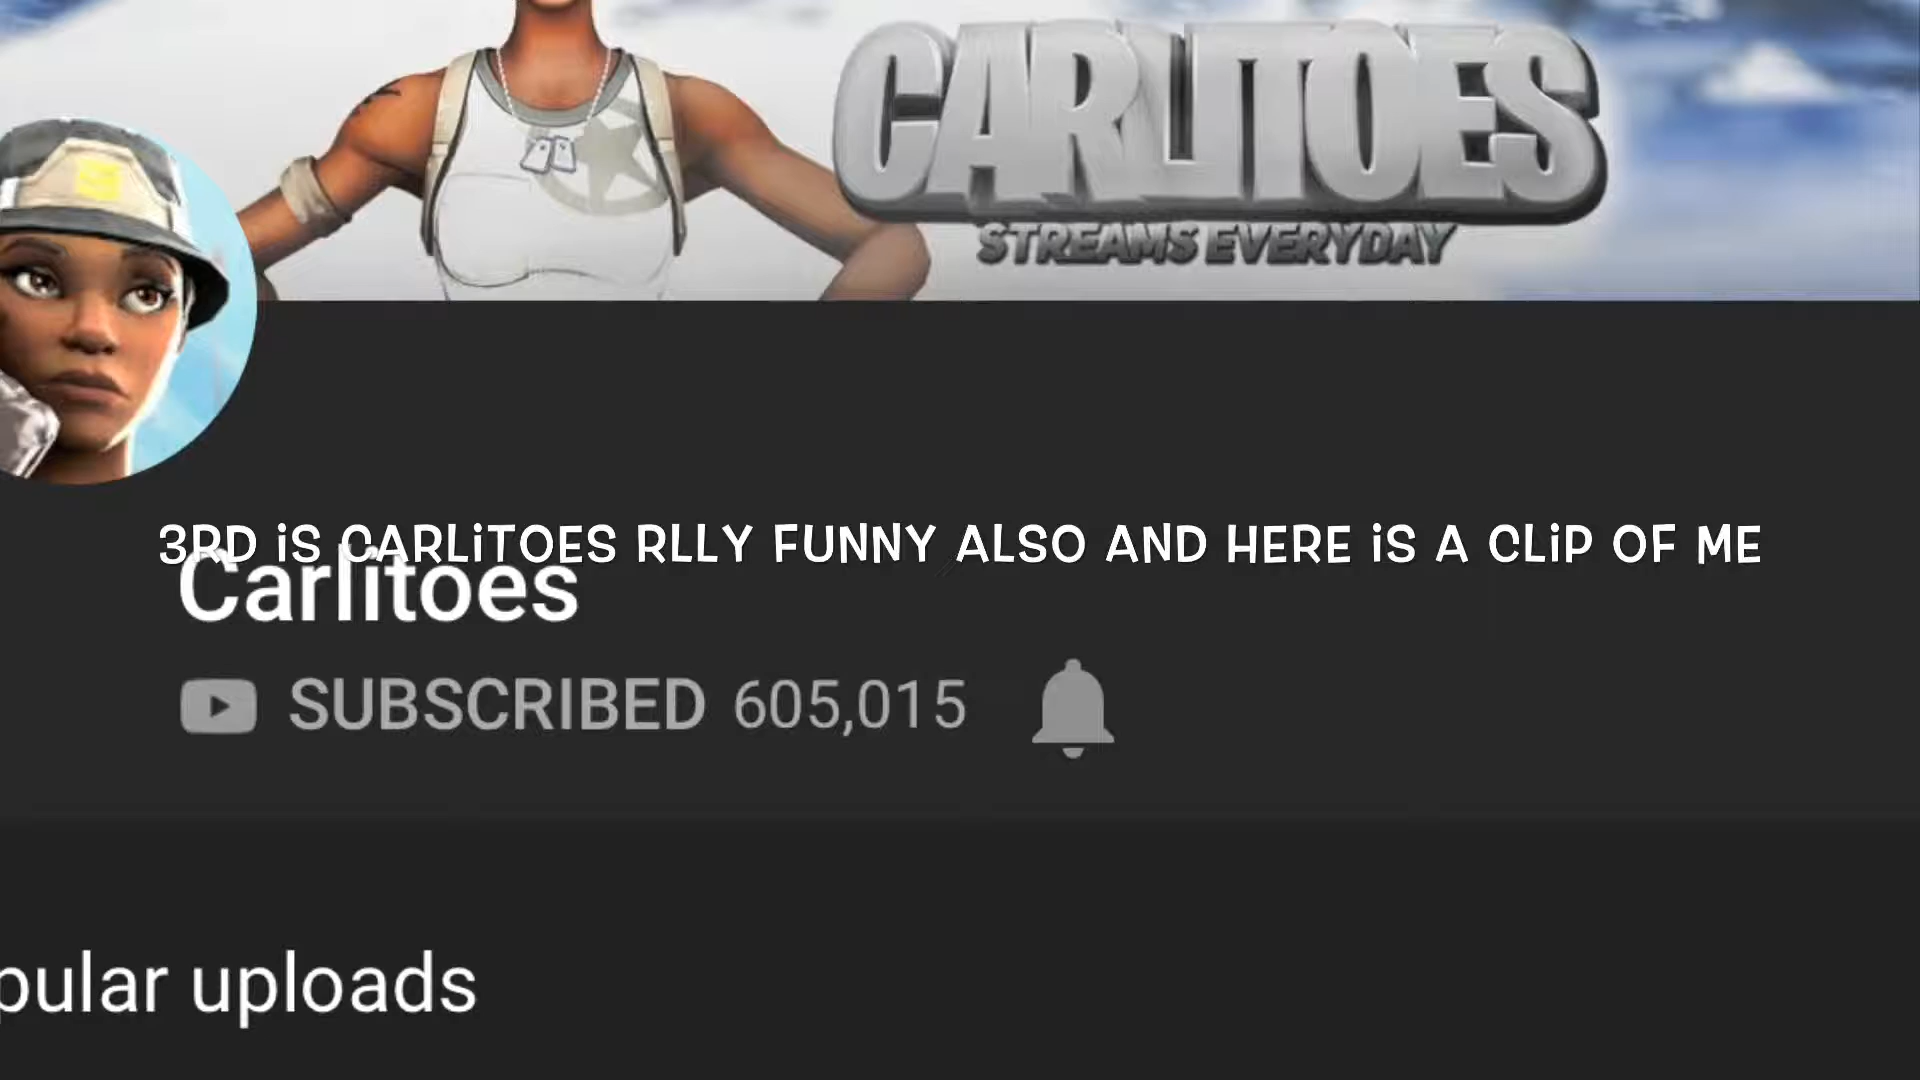 CARLITOES
STREAMS EVERYDAY
3RD iS CARLiTOES RLLY FUNNY ALSO AND HERE iS A CLiP OF ME
Carlitoes
SUBSCRIBED 605,015
pular uploads